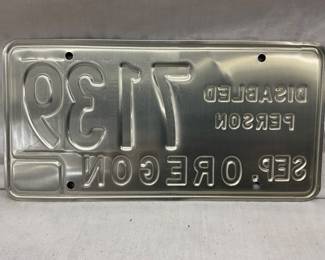 DISABLED
PERSON
7139
SEP. OREGON